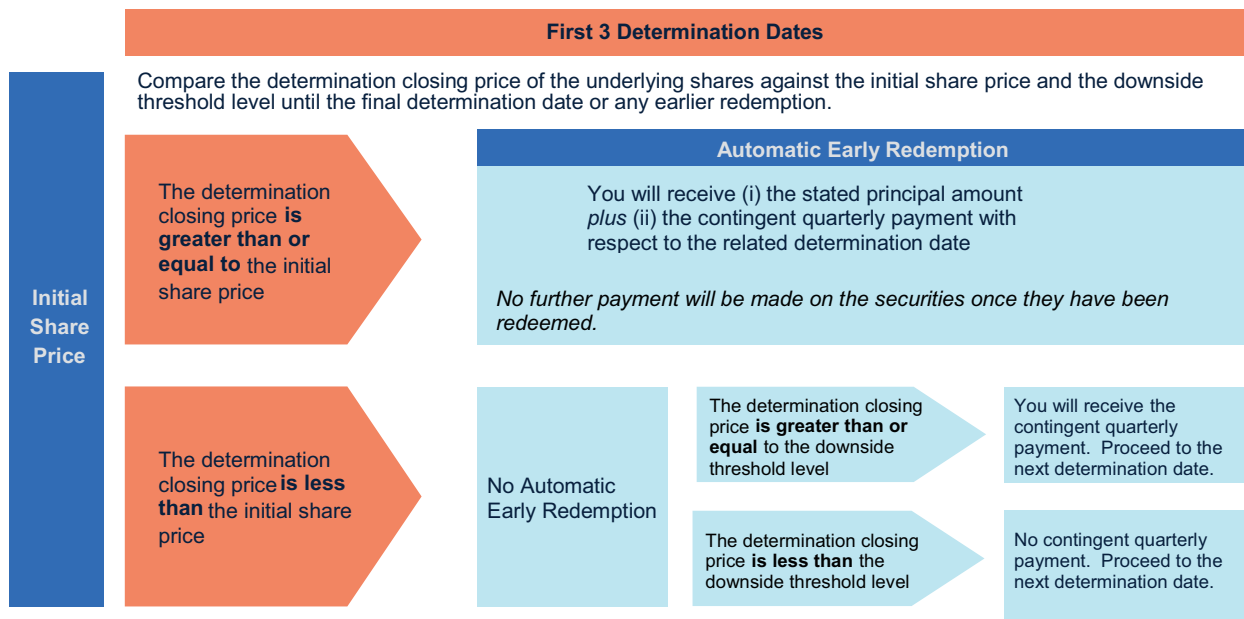 First 3 Determination Dates
Compare the determination closing price of the underlying shares against the initial share price and the downside
threshold level until the final determination date or any earlier redemption.
Initial
Share
Price
The determination
closing price is
greater than or
equal to the initial
share price
Automatic Early Redemption
You will receive (i) the stated principal amount
plus (ii) the contingent quarterly payment with
respect to the related determination date
No further payment will be made on the securities once they have been
redeemed.
The determination
closing price is less
than the initial share
price
No Automatic
Early Redemption
The determination closing
price is greater than or
equal to the downside
threshold level
You will receive the
contingent quarterly
payment. Proceed to the
next determination date.
The determination closing
price is less than the
downside threshold level
No contingent quarterly
payment. Proceed to the
next determination date.